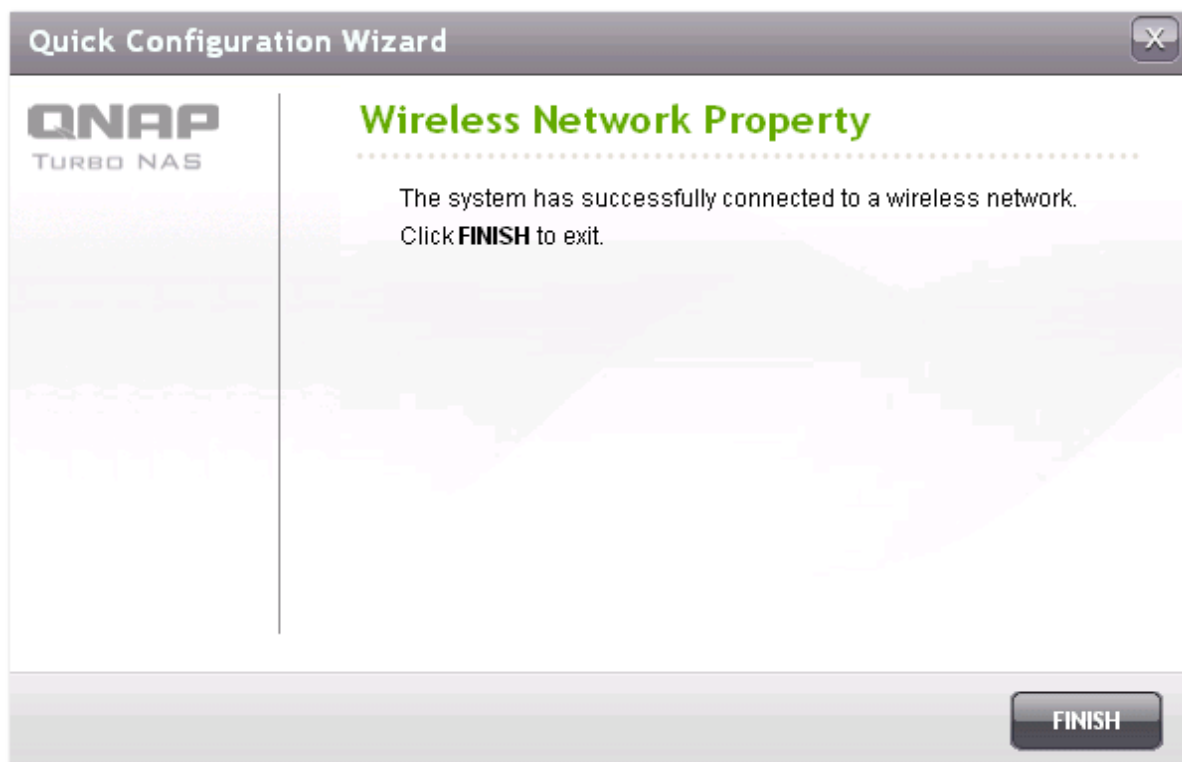 Quick Configuration Wizard
X
QNAP
TURBO NAS
Wireless Network Property
The system has successfully connected to a wireless network.
Click FINISH to exit.
FINISH